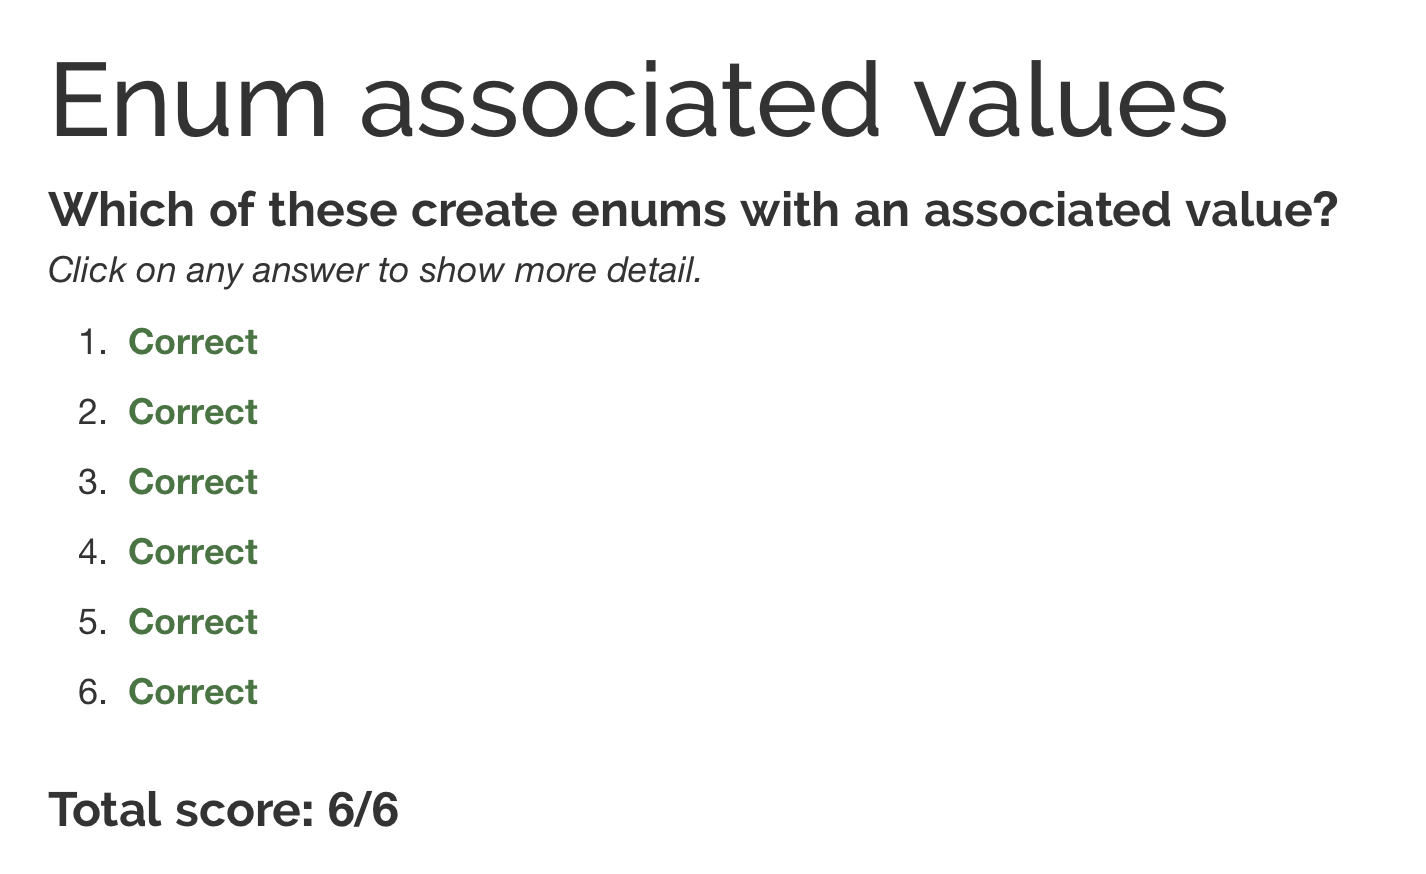 Enum associated values
Which of these create enums with an associated value?
Click on any answer to show more detail.
1. Correct
2. Correct
3. Correct
4. Correct
5. Correct
6. Correct
Total score: 6/6